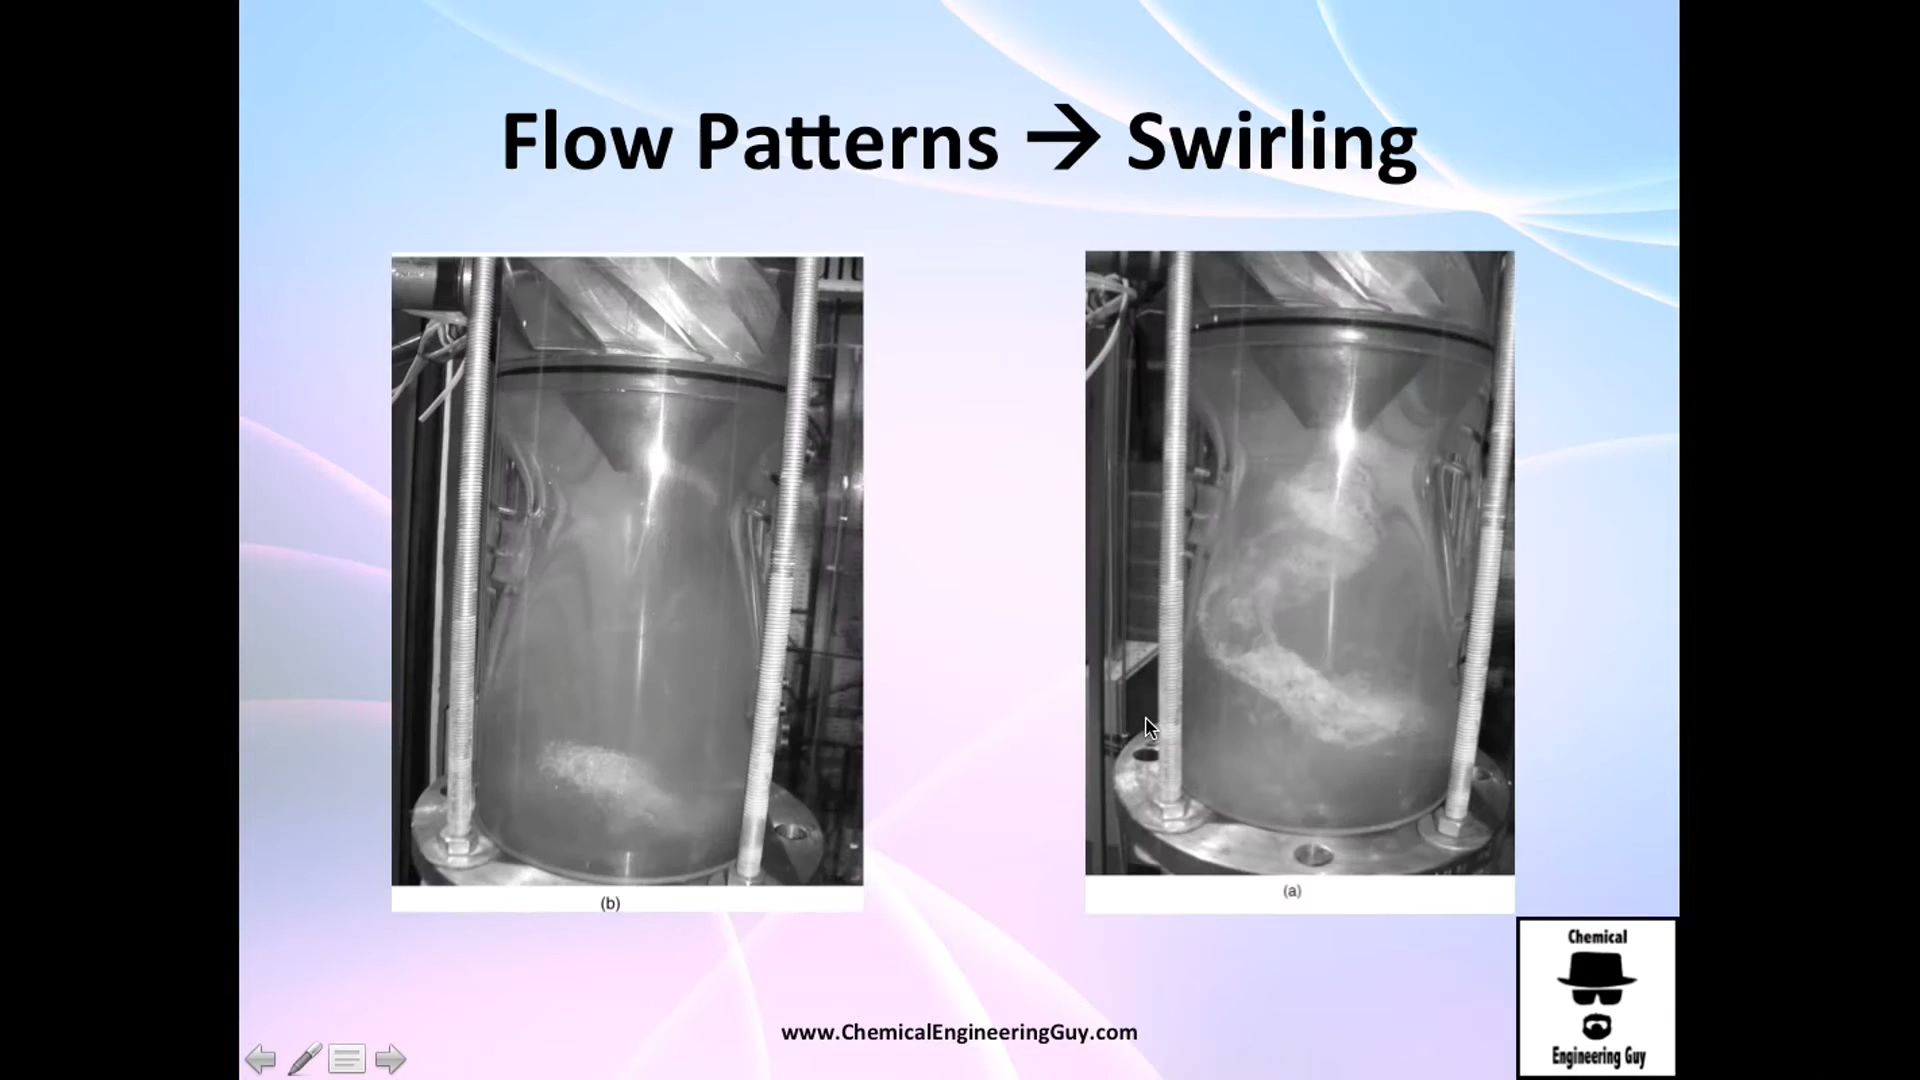 Flow Patterns → Swirling
(b)
(a)
Chemical
Engineering Guy
www.ChemicalEngineeringGuy.com